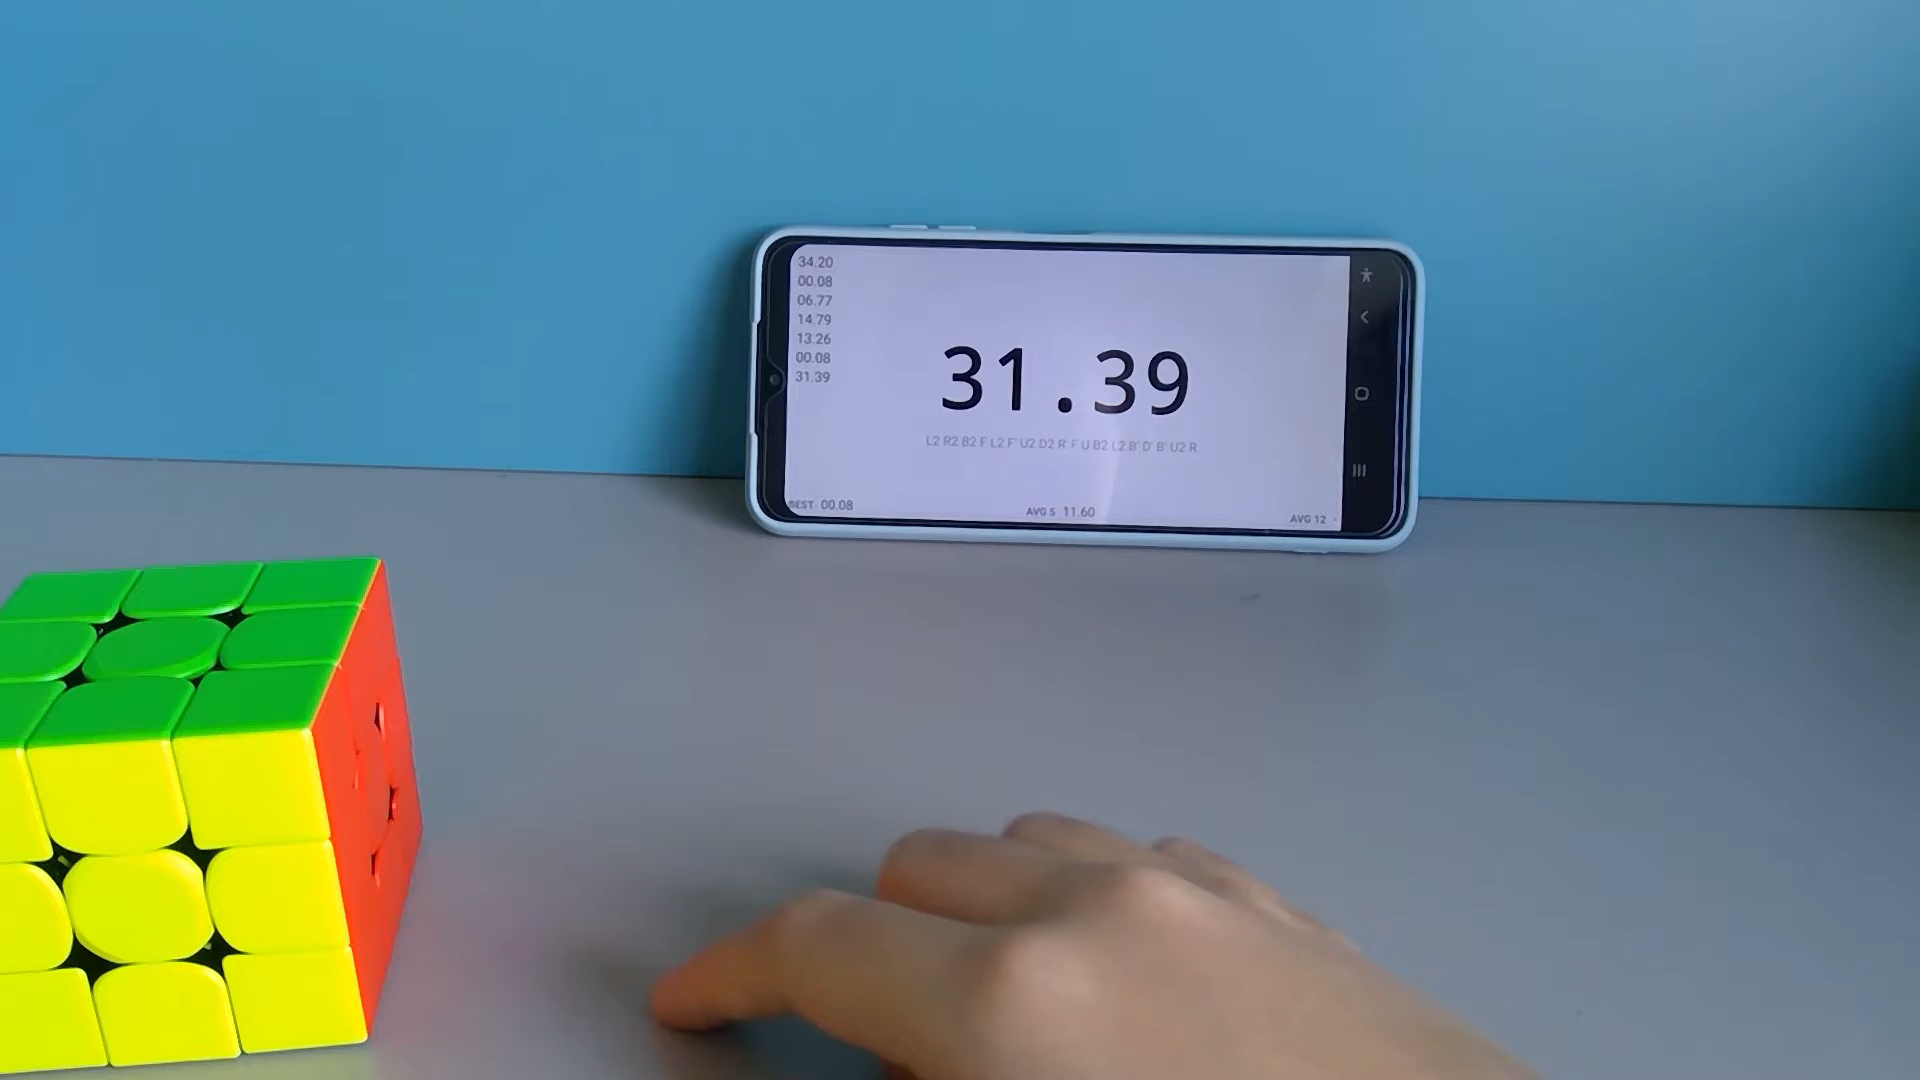 34.20
00.08
06.77
14.79
13.26
00.08
31.39
31.39
L2 R2 B2 F L2 F' U2 D2 R' F U B2 L2 B' D' B' U2 R
BEST 00.08
AVG 5 11.60
AVG 12 -